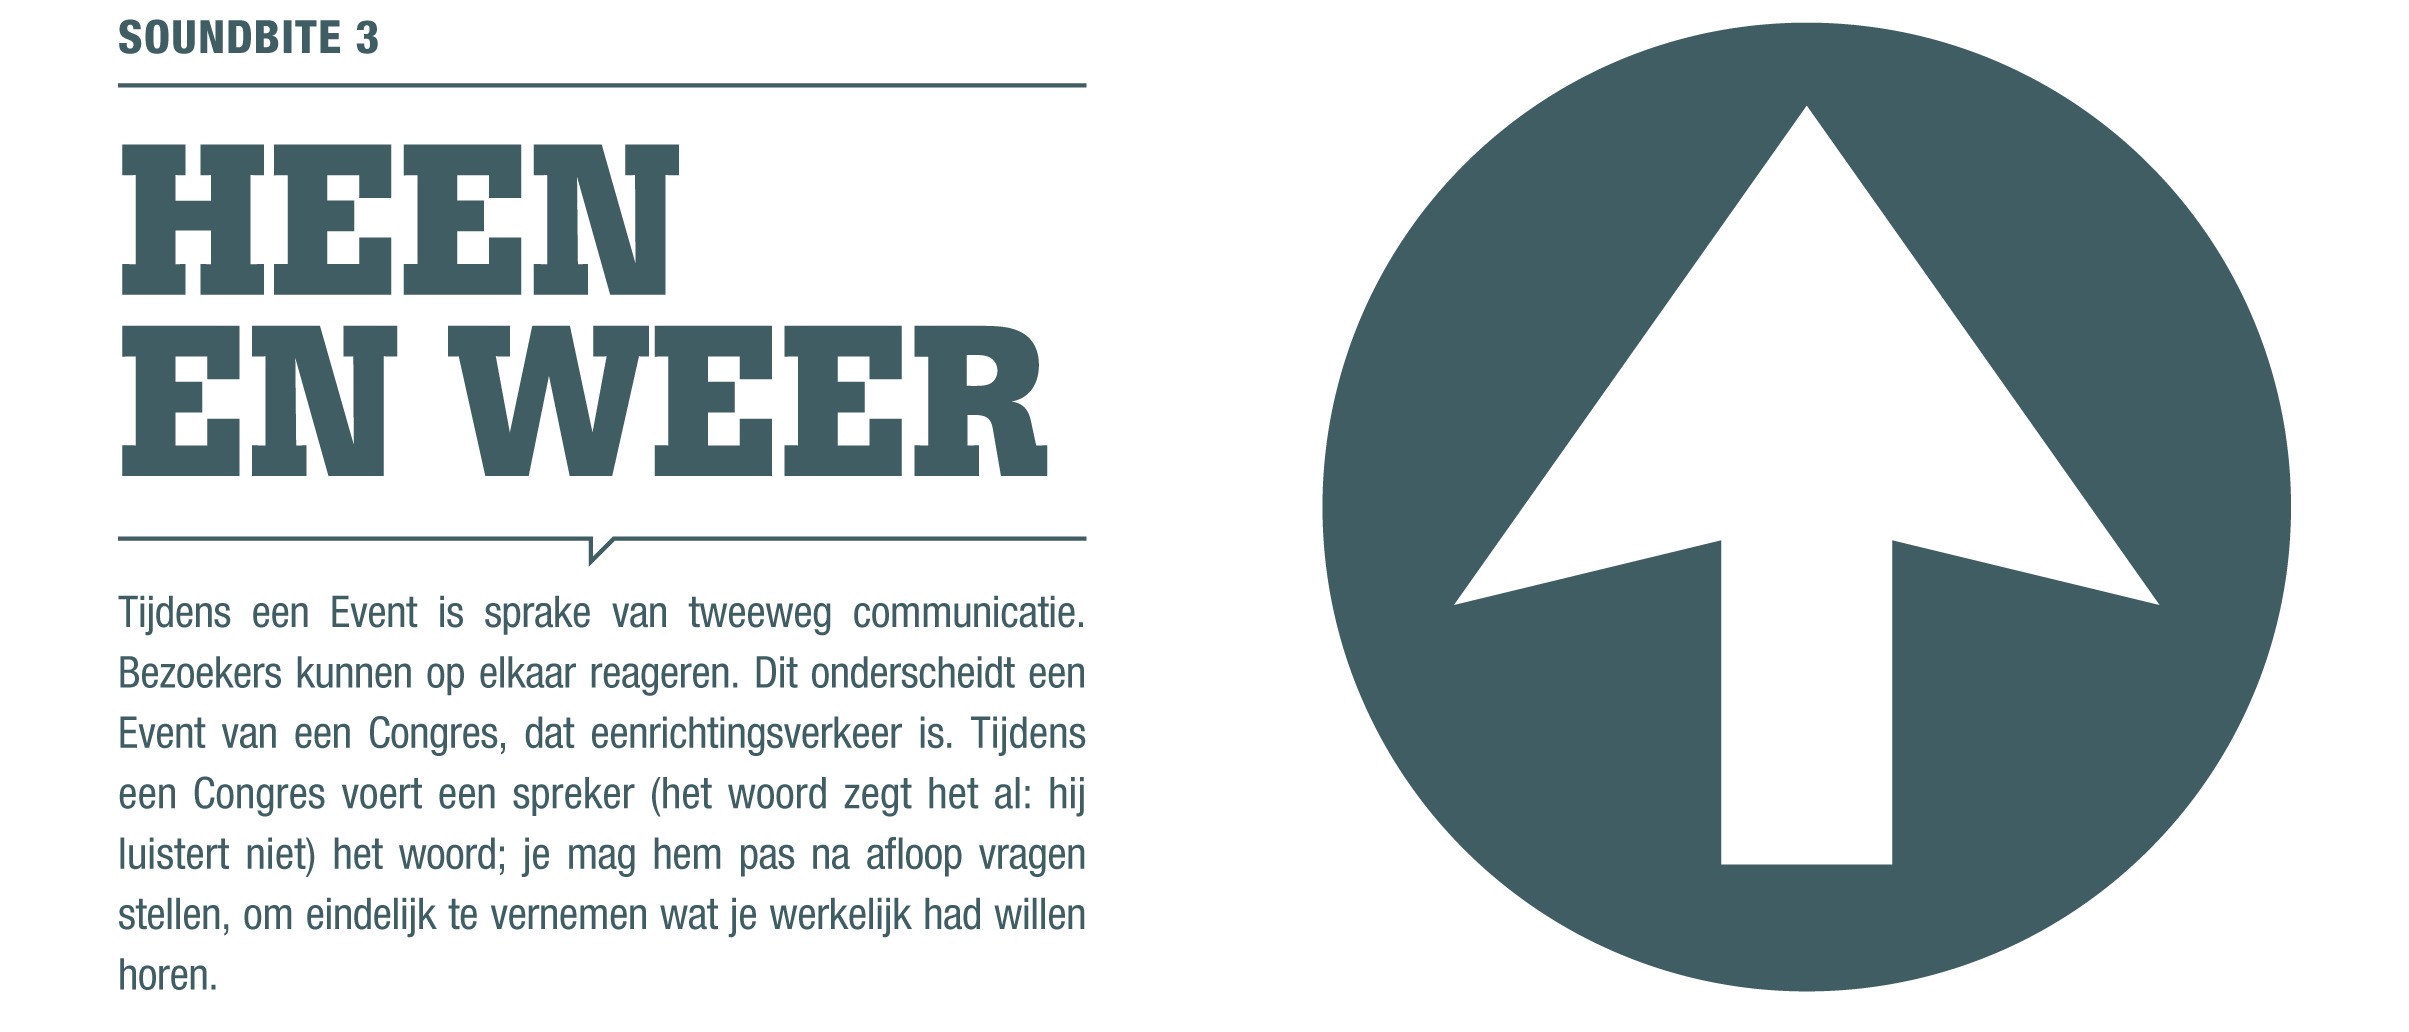 SOUNDBITE 3
HEEN
EN WEER
Tijdens een Event is sprake van tweeweg communicatie.
Bezoekers kunnen op elkaar reageren. Dit onderscheidt een
Event van een Congres, dat eenrichtingsverkeer is. Tijdens
een Congres voert een spreker (het woord zegt het al: hij
luistert niet) het woord; je mag hem pas na afloop vragen
stellen, om eindelijk te vernemen wat je werkelijk had willen
horen.